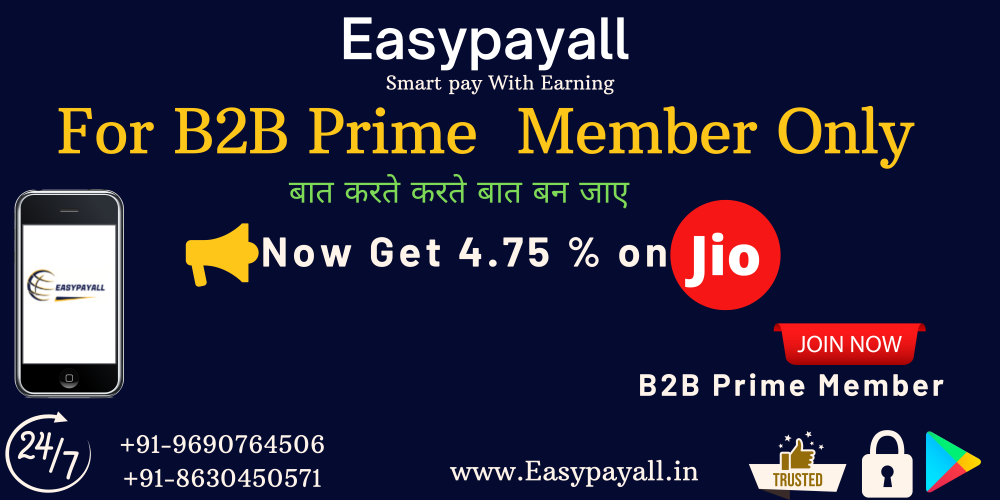 Easypayall
Smart pay With Earning
For B2B Prime Member Only
बात करते करते बात बन जाए
Now Get 4.75 % on Jio
EASYPAYALL
JOIN NOW
B2B Prime Member
24/7
+91-9690764506
+91-8630450571
www.Easypayall.in
TRUSTED